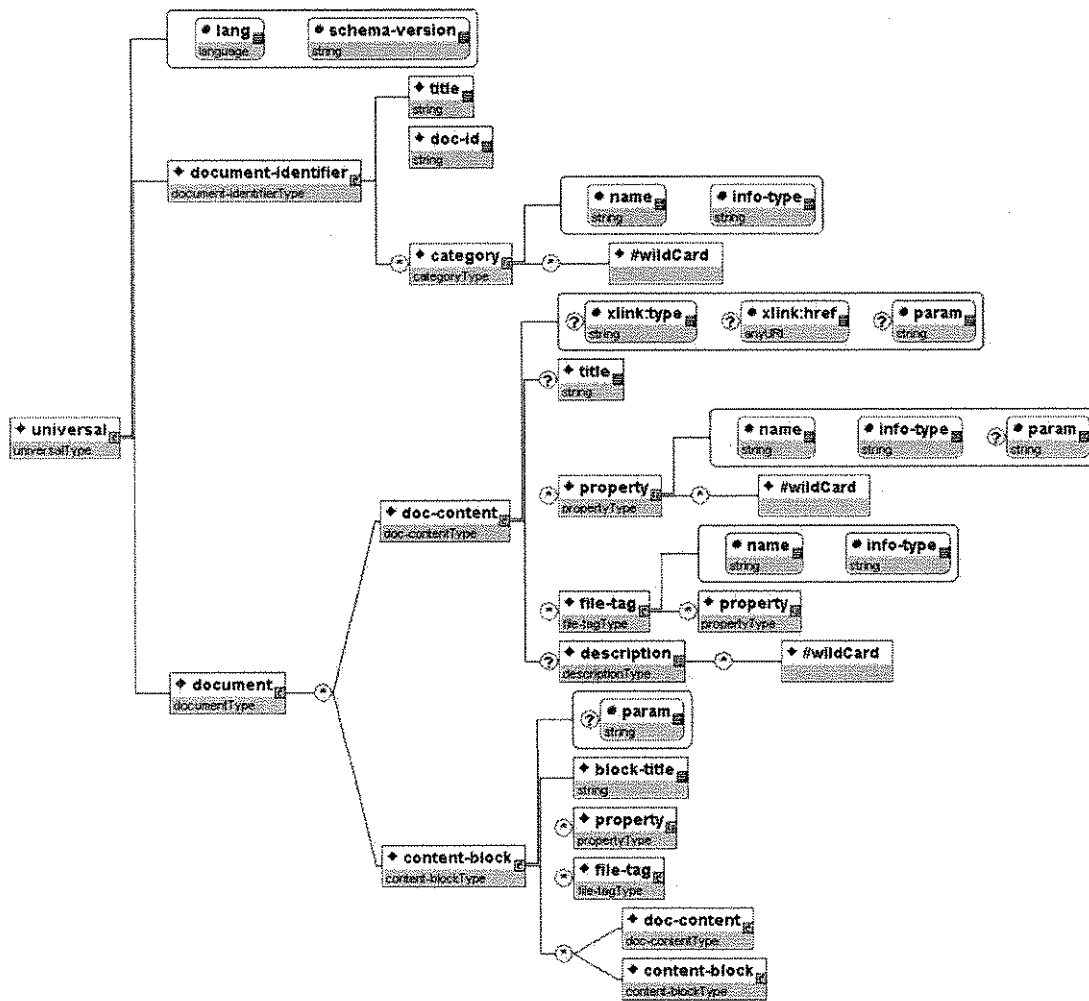 lang
language
schema-version
string
title
string
doc-id
string
document-identifier
document-identifierType
name
string
info-type
string
* category
categoryType
* #wildCard
? xlink:type
string
? xlink:href
anyURI
? param
string
? title
string
universal
universalType
name
string
info-type
string
? param
string
* property
propertyType
* #wildCard
doc-content
doc-contentType
name
string
info-type
string
* file-tag
file-tagType
* property
propertyType
? description
descriptionType
* #wildCard
document
documentType
*
? param
string
block-title
string
* property
propertyType
content-block
content-blockType
* file-tag
file-tagType
doc-content
doc-contentType
*
content-block
content-blockType